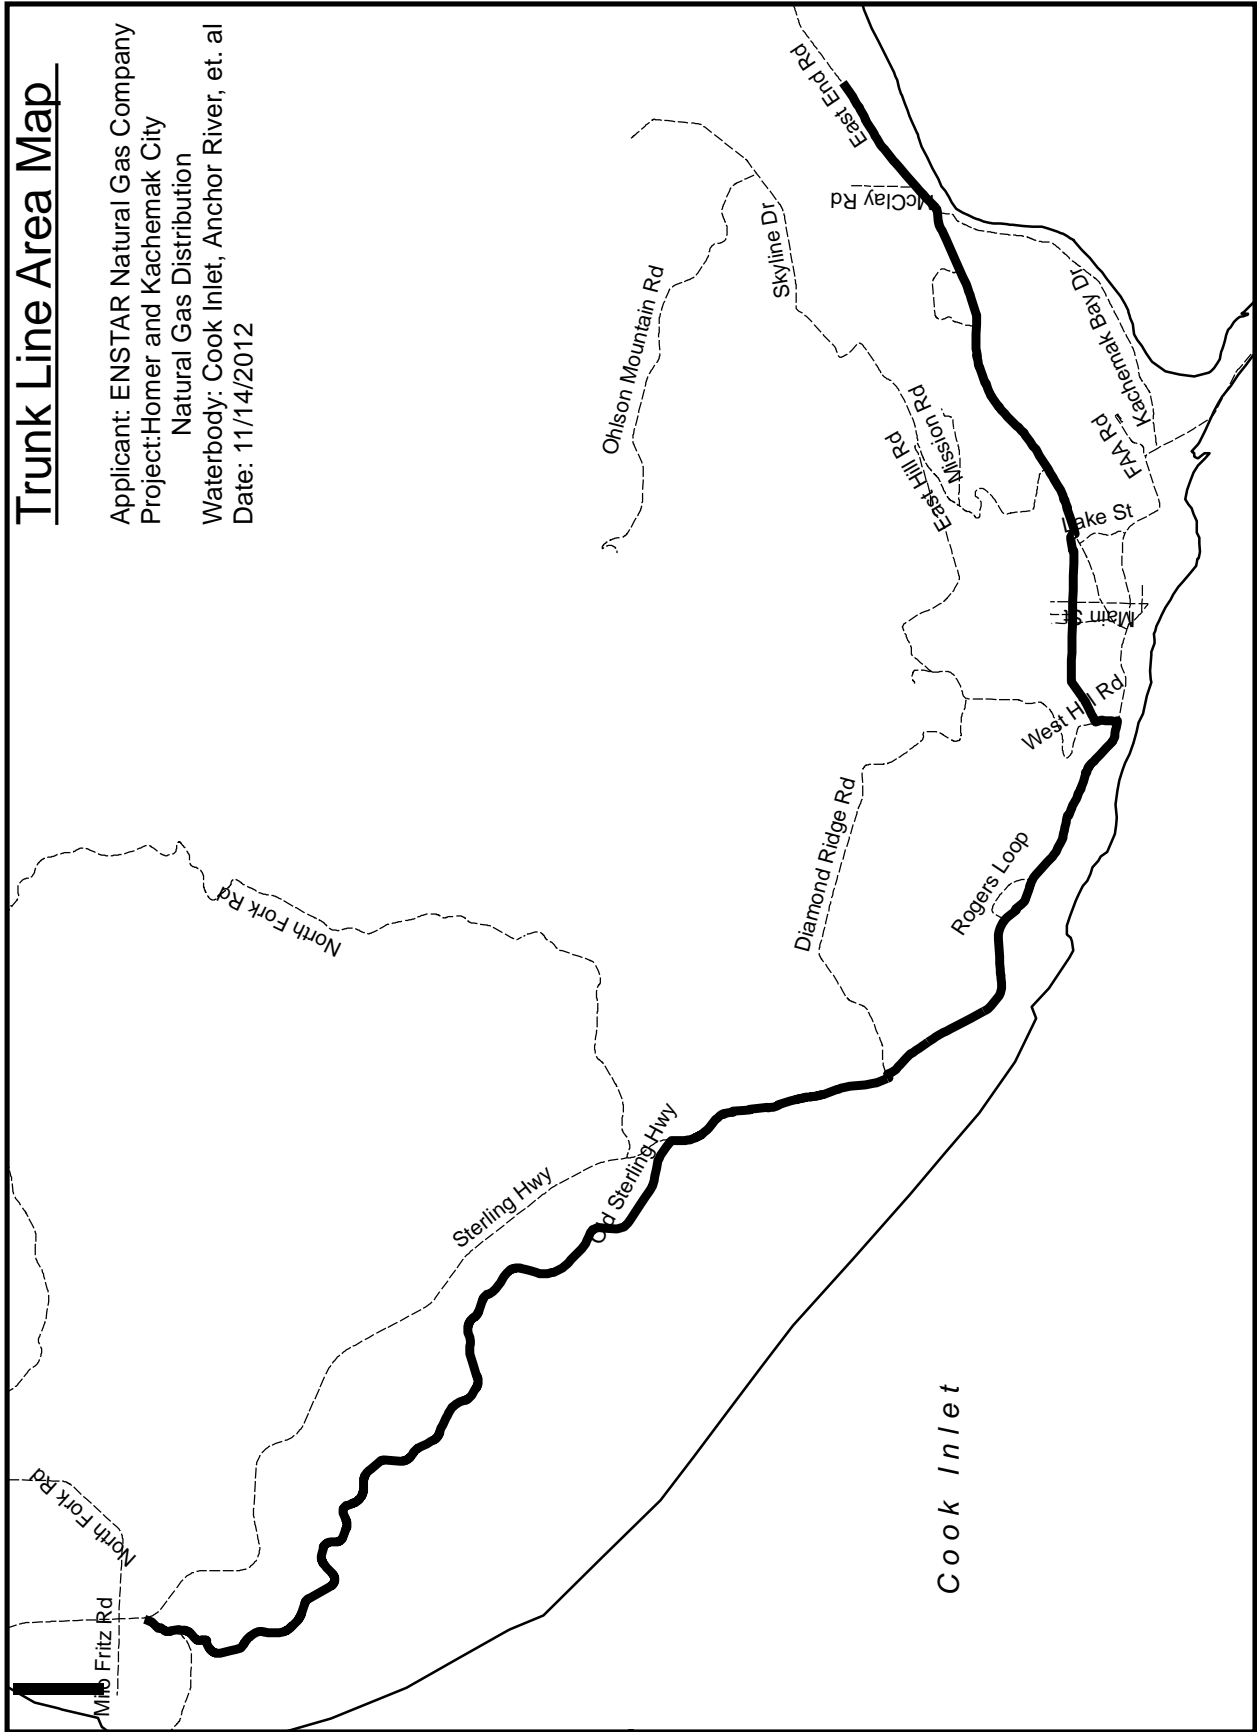 Trunk Line Area Map
Applicant: ENSTAR Natural Gas Company
Project:Homer and Kachemak City
Natural Gas Distribution
Waterbody: Cook Inlet, Anchor River, et. al
Date: 11/14/2012
Milo Fritz Rd
North Fork Rd
North Fork Rd
Sterling Hwy
Old Sterling Hwy
Diamond Ridge Rd
Rogers Loop
West Hill Rd
Main St
Lake St
East Hill Rd
Mission Rd
FAA Rd
Kachemak Bay Dr
Ohlson Mountain Rd
Skyline Dr
McClay Rd
East End Rd
Cook Inlet